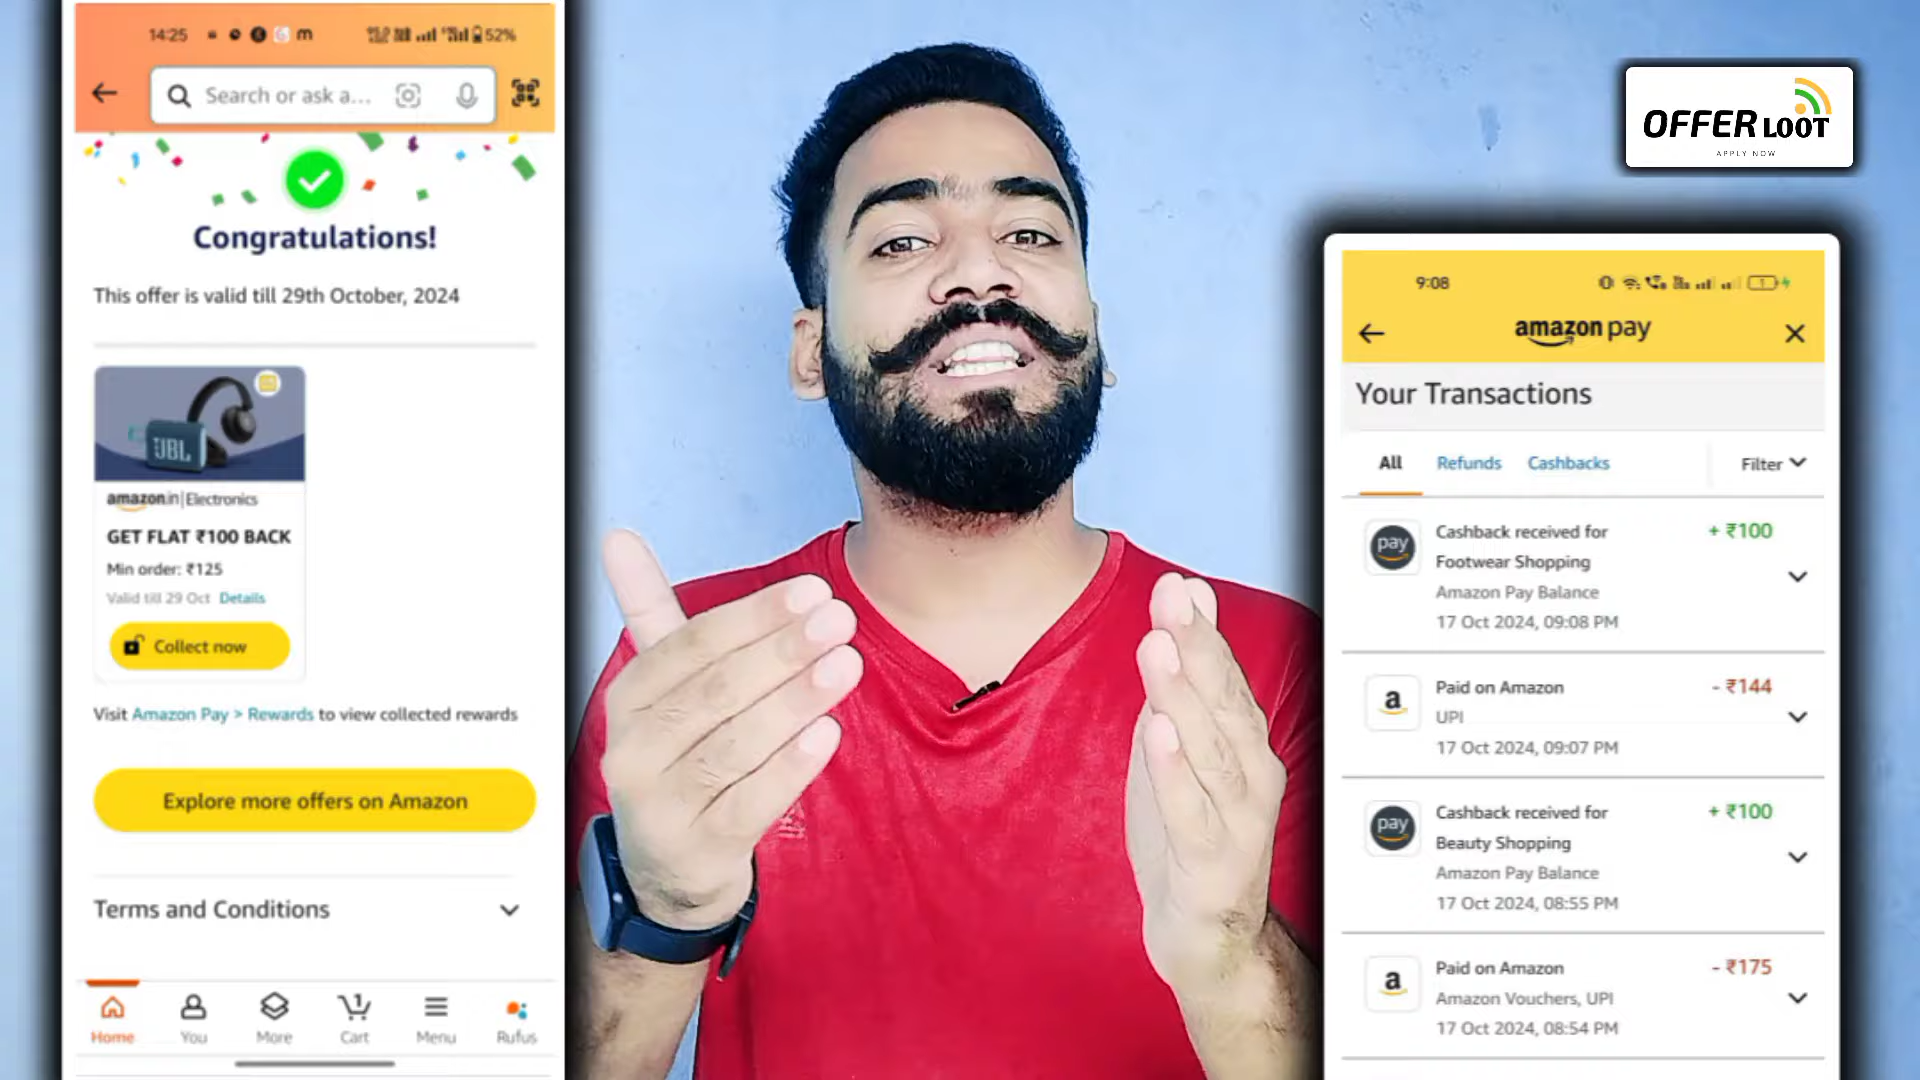 14:25
52%
Search or ask a...
Congratulations!
This offer is valid till 29th October, 2024
JBL
amazon.in|Electronics
GET FLAT ₹100 BACK
Min order: ₹125
Valid till 29 Oct Details
Collect now
Visit Amazon Pay > Rewards to view collected rewards
Explore more offers on Amazon
Terms and Conditions
1
Home
You
More
Cart
Menu
Rufus
OFFER LOOT
APPLY NOW
9:08
amazon pay
Your Transactions
All
Refunds
Cashbacks
Filter
pay
Cashback received for
+ ₹100
Footwear Shopping
Amazon Pay Balance
17 Oct 2024, 09:08 PM
a
Paid on Amazon
- ₹144
UPI
17 Oct 2024, 09:07 PM
pay
Cashback received for
+ ₹100
Beauty Shopping
Amazon Pay Balance
17 Oct 2024, 08:55 PM
a
Paid on Amazon
- ₹175
Amazon Vouchers, UPI
17 Oct 2024, 08:54 PM